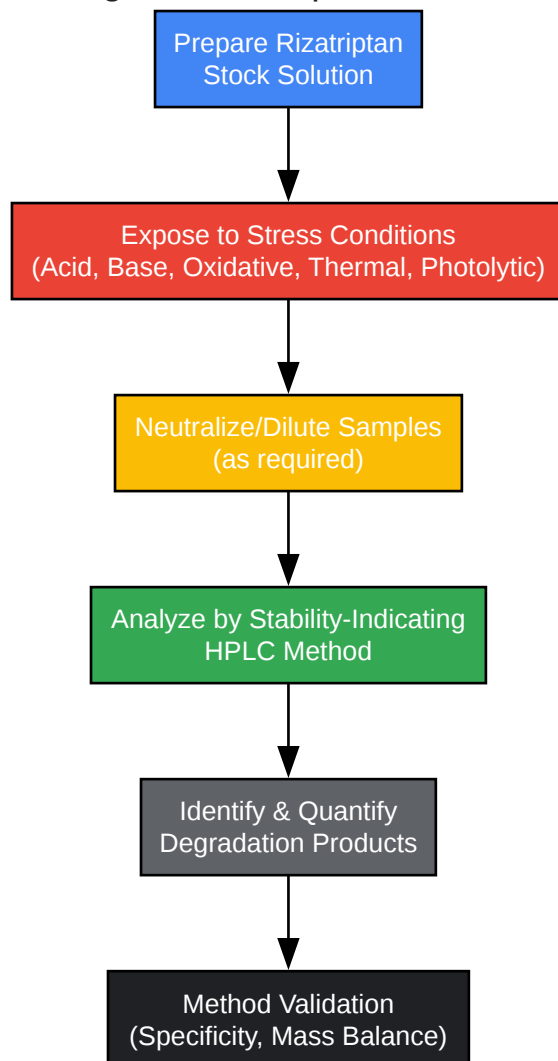 Prepare Rizatriptan
Stock Solution
Expose to Stress Conditions
(Acid, Base, Oxidative, Thermal, Photolytic)
Neutralize/Dilute Samples
(as required)
Analyze by Stability-Indicating
HPLC Method
Identify & Quantify
Degradation Products
Method Validation
(Specificity, Mass Balance)